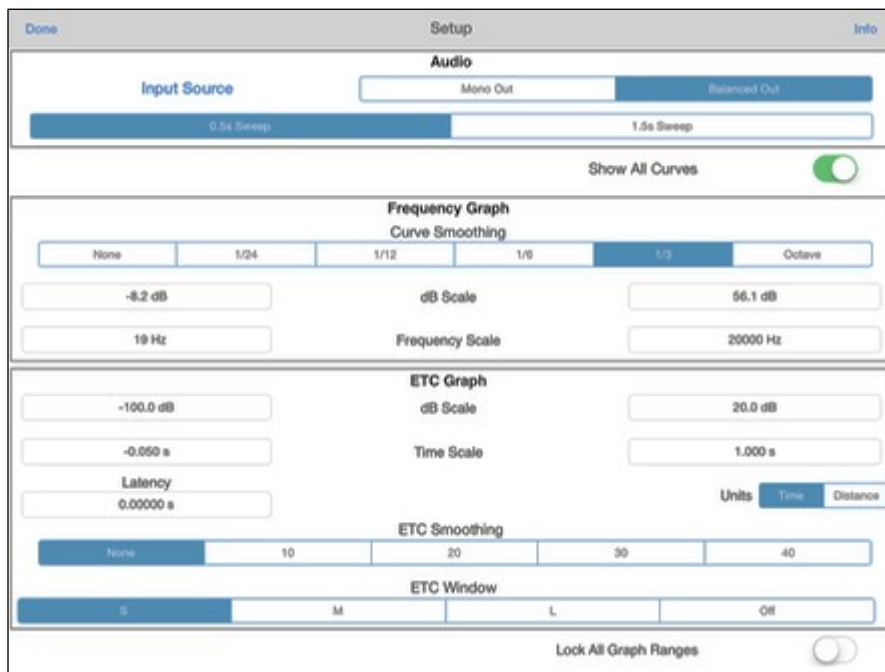 Done Setup Info
Audio
Input Source Mono Out Balanced Out
0.5s Sweep 1.5s Sweep
Show All Curves
Frequency Graph
Curve Smoothing
None 1/24 1/12 1/6 1/3 Octave
-8.2 dB dB Scale 56.1 dB
19 Hz Frequency Scale 20000 Hz
ETC Graph
-100.0 dB dB Scale 20.0 dB
-0.050 s Time Scale 1.000 s
Latency
0.00000 s
Units Time Distance
ETC Smoothing
None 10 20 30 40
ETC Window
S M L Off
Lock All Graph Ranges